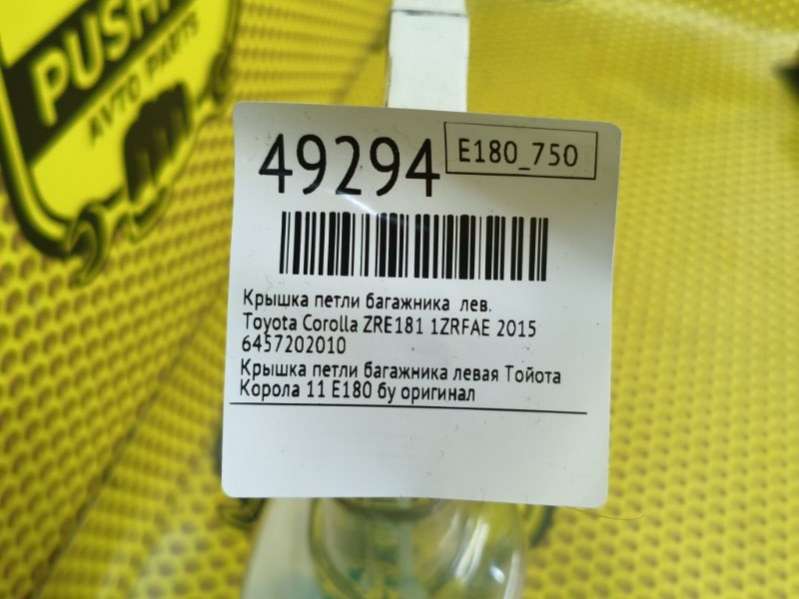 PUSH
AVTO PARTS
49294
E180_750
Крышка петли багажника лев.
Toyota Corolla ZRE181 1ZRFAE 2015
6457202010
Крышка петли багажника левая Тойота
Корола 11 Е180 бу оригинал